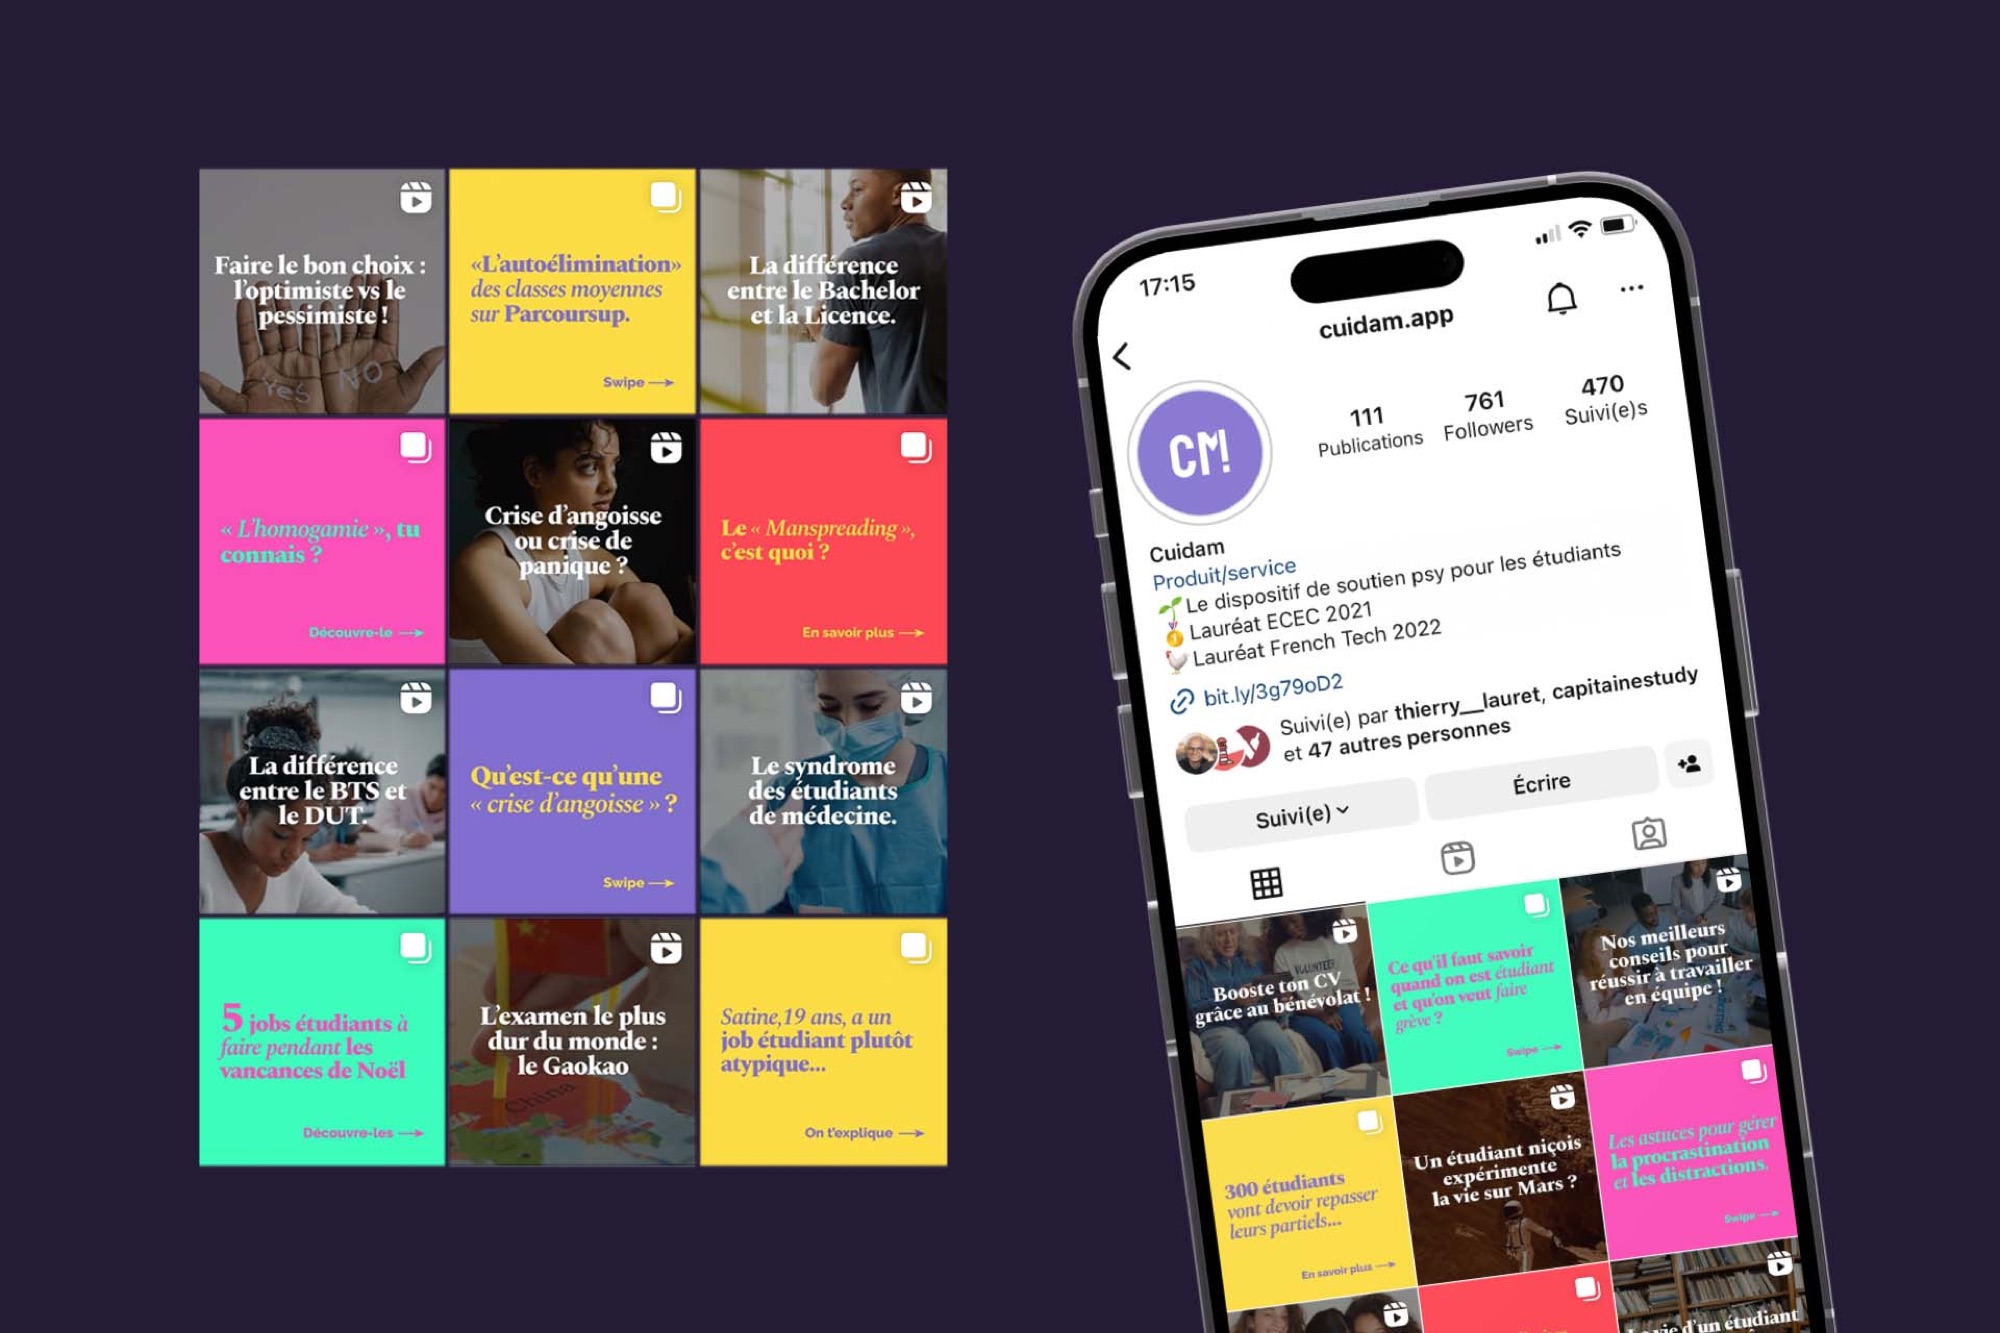 Faire le bon choix :
l'optimiste vs le
pessimiste !
Yes
NO
«L'autoélimination»
des classes moyennes
sur Parcoursup.
Swipe
La différence
entre le Bachelor
et la Licence.
« L'homogamie », tu
connais ?
Découvre-le
Crise d'angoisse
ou crise de
panique ?
Le « Manspreading »,
c'est quoi ?
En savoir plus
La différence
entre le BTS et
le DUT.
Qu'est-ce qu'une
« crise d'angoisse » ?
Swipe
Le syndrome
des étudiants
de médecine.
5 jobs étudiants à
faire pendant les
vancances de Noël
Découvre-les
L'examen le plus
dur du monde :
le Gaokao
China
Satine,19 ans, a un
job étudiant plutôt
atypique...
On t'explique
17:15
cuidam.app
CM!
111
Publications
761
Followers
470
Suivi(e)s
Cuidam
Produit/service
Le dispositif de soutien psy pour les étudiants
Lauréat ECEC 2021
Lauréat French Tech 2022
bit.ly/3g79oD2
Suivi(e) par thierry__lauret, capitainestudy
et 47 autres personnes
Suivi(e)
Écrire
VOLUNTEER
Booste ton CV
grâce au bénévolat !
Ce qu'il faut savoir
quand on est étudiant
et qu'on veut faire
grève ?
Swipe
Nos meilleurs
conseils pour
réussir à travailler
en équipe !
300 étudiants
vont devoir repasser
leurs partiels...
En savoir plus
Un étudiant niçois
expérimente
la vie sur Mars ?
Les astuces pour gérer
la procrastination
et les distractions.
Swipe
vie d'un étudiant